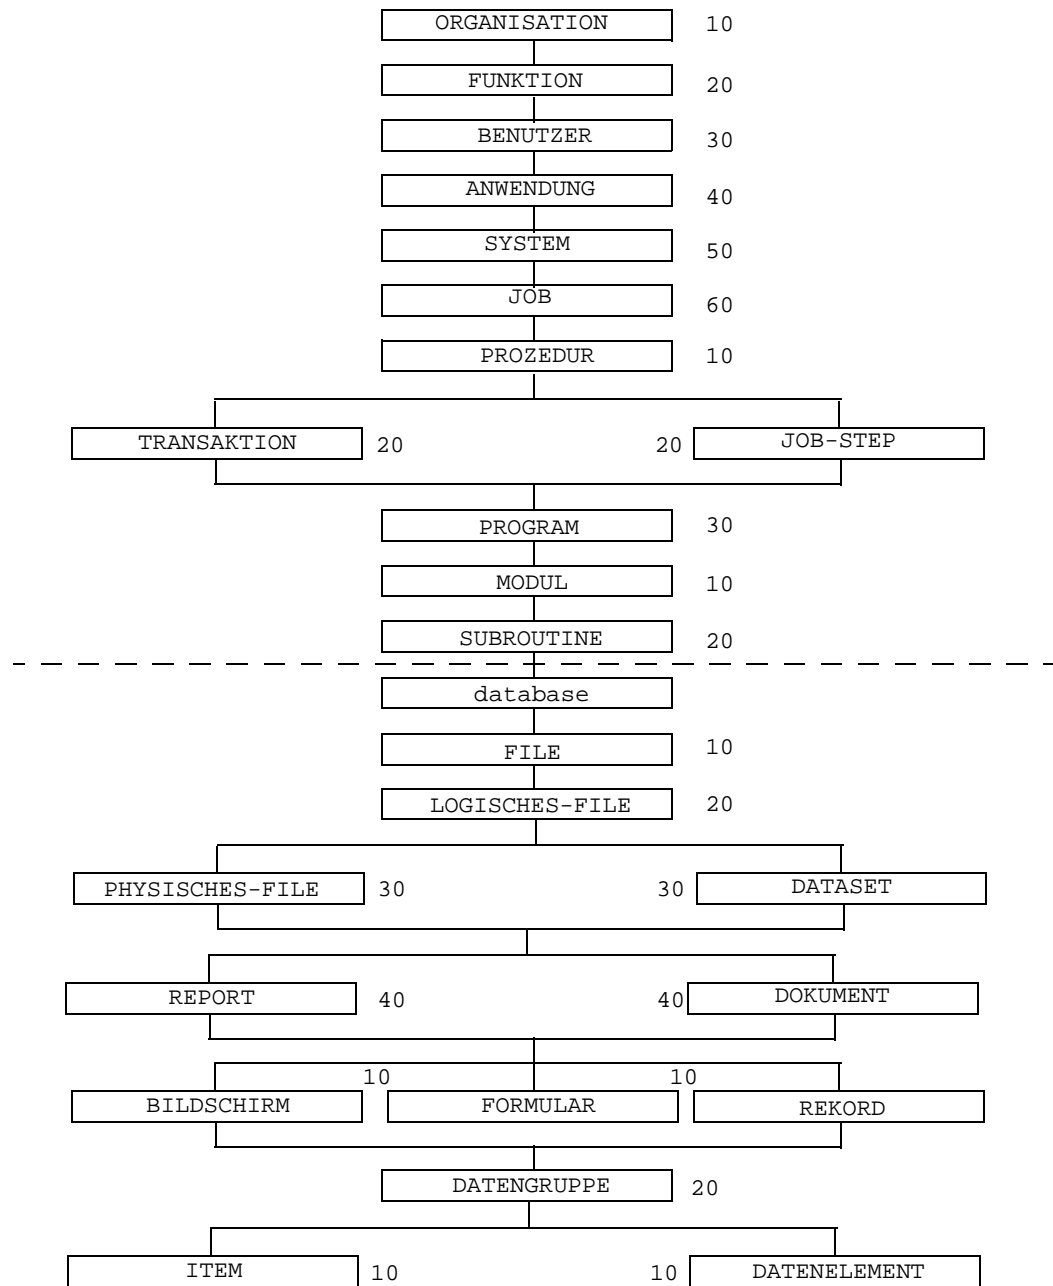 ORGANISATION 10
FUNKTION 20
BENUTZER 30
ANWENDUNG 40
SYSTEM 50
JOB 60
PROZEDUR 10
TRANSAKTION 20 20 JOB-STEP
PROGRAM 30
MODUL 10
SUBROUTINE 20
database
FILE 10
LOGISCHES-FILE 20
PHYSISCHES-FILE 30 30 DATASET
REPORT 40 40 DOKUMENT
10 10
BILDSCHIRM FORMULAR REKORD
DATENGRUPPE 20
ITEM 10 10 DATENELEMENT